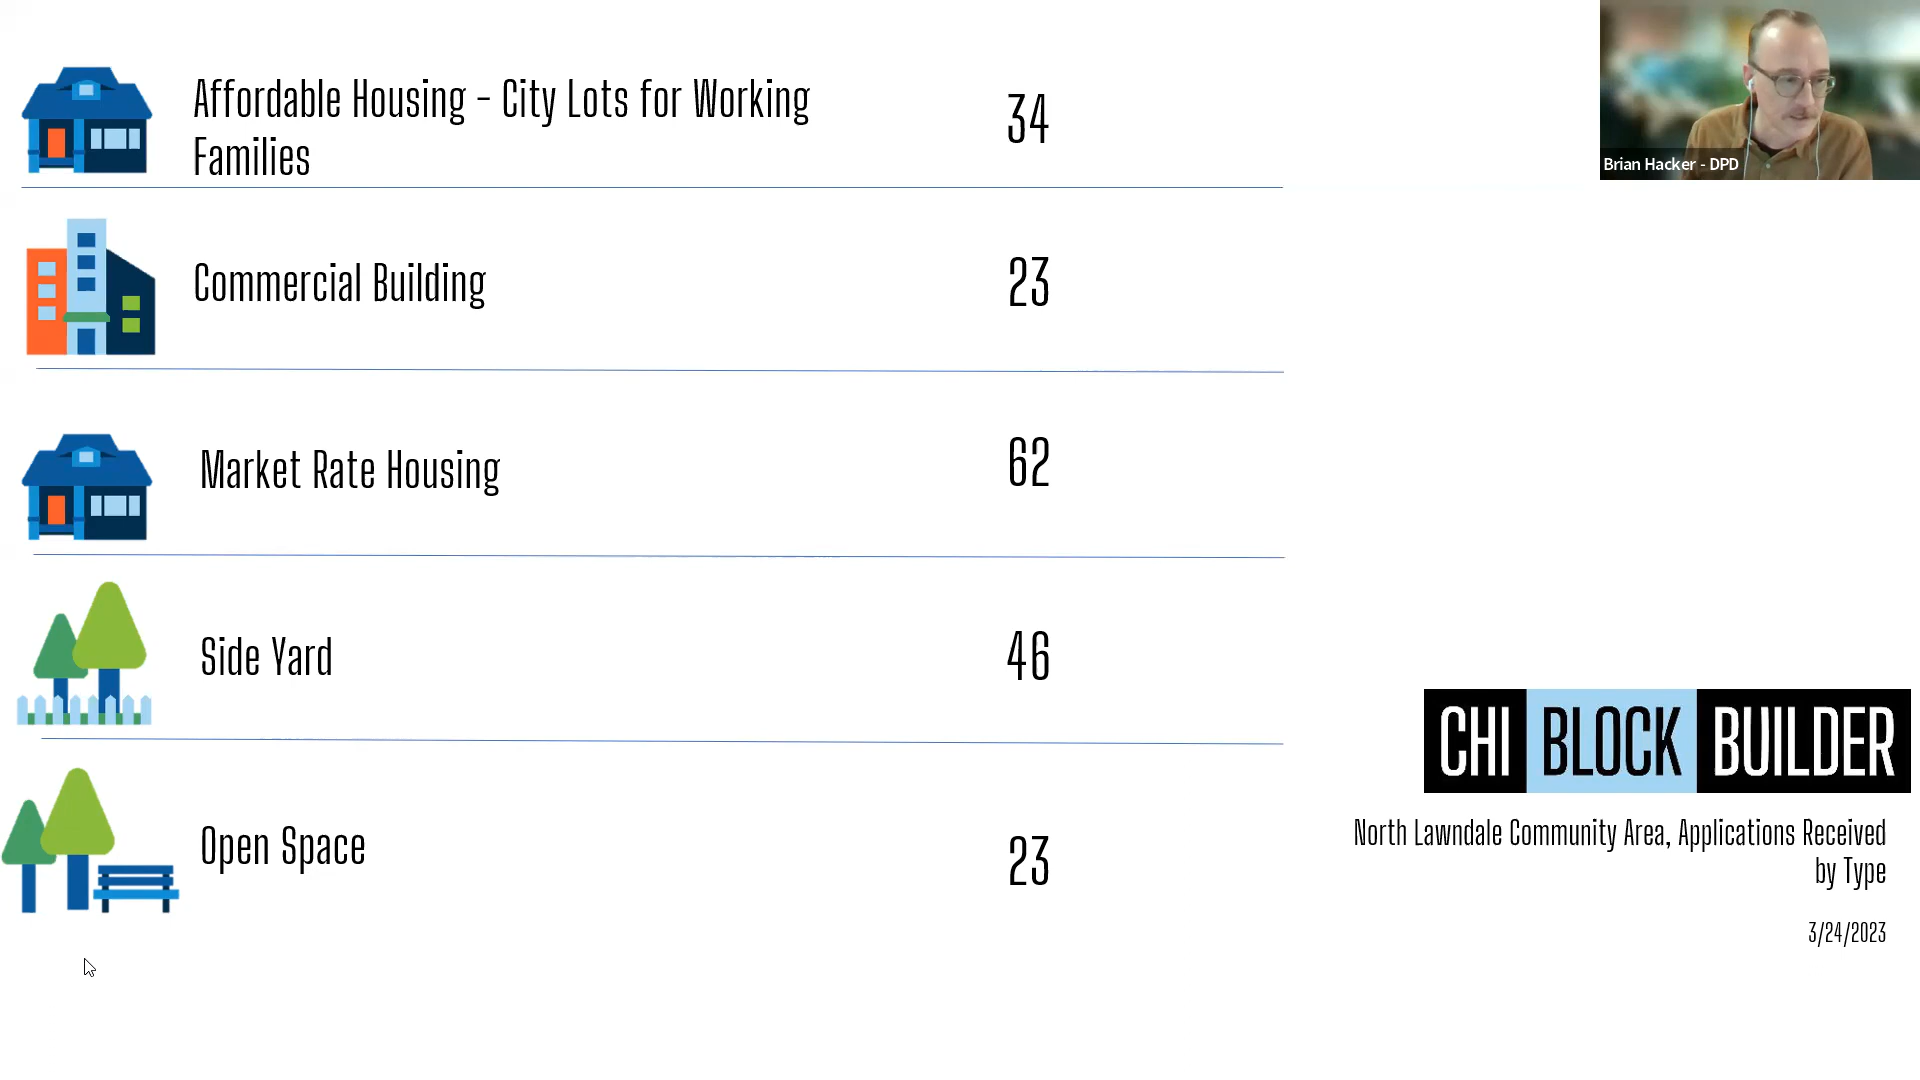 Affordable Housing - City Lots for Working
Families
34
Commercial Building
23
Market Rate Housing
62
Side Yard
46
Open Space
23
Brian Hacker - DPD
CHI BLOCK BUILDER
North Lawndale Community Area, Applications Received
by Type
3/24/2023